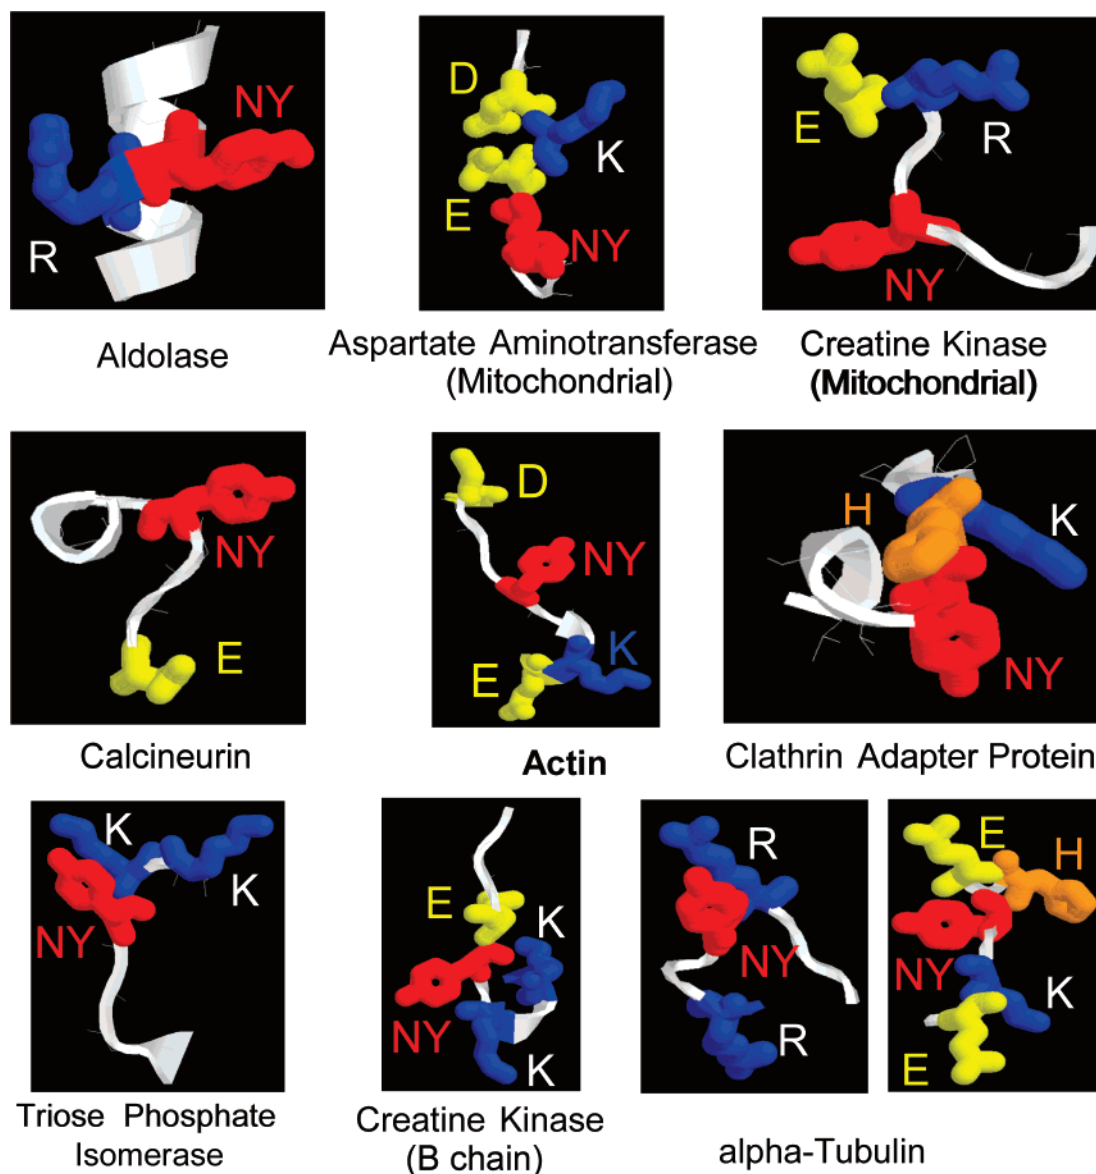 NY
R
Aldolase
D
K
E
NY
Aspartate Aminotransferase
(Mitochondrial)
E
R
NY
Creatine Kinase
(Mitochondrial)
NY
E
Calcineurin
D
NY
K
E
Actin
H
K
NY
Clathrin Adapter Protein
K
K
NY
Triose Phosphate
Isomerase
E
K
NY
K
Creatine Kinase
(B chain)
R
NY
R
E
H
NY
K
E
alpha-Tubulin